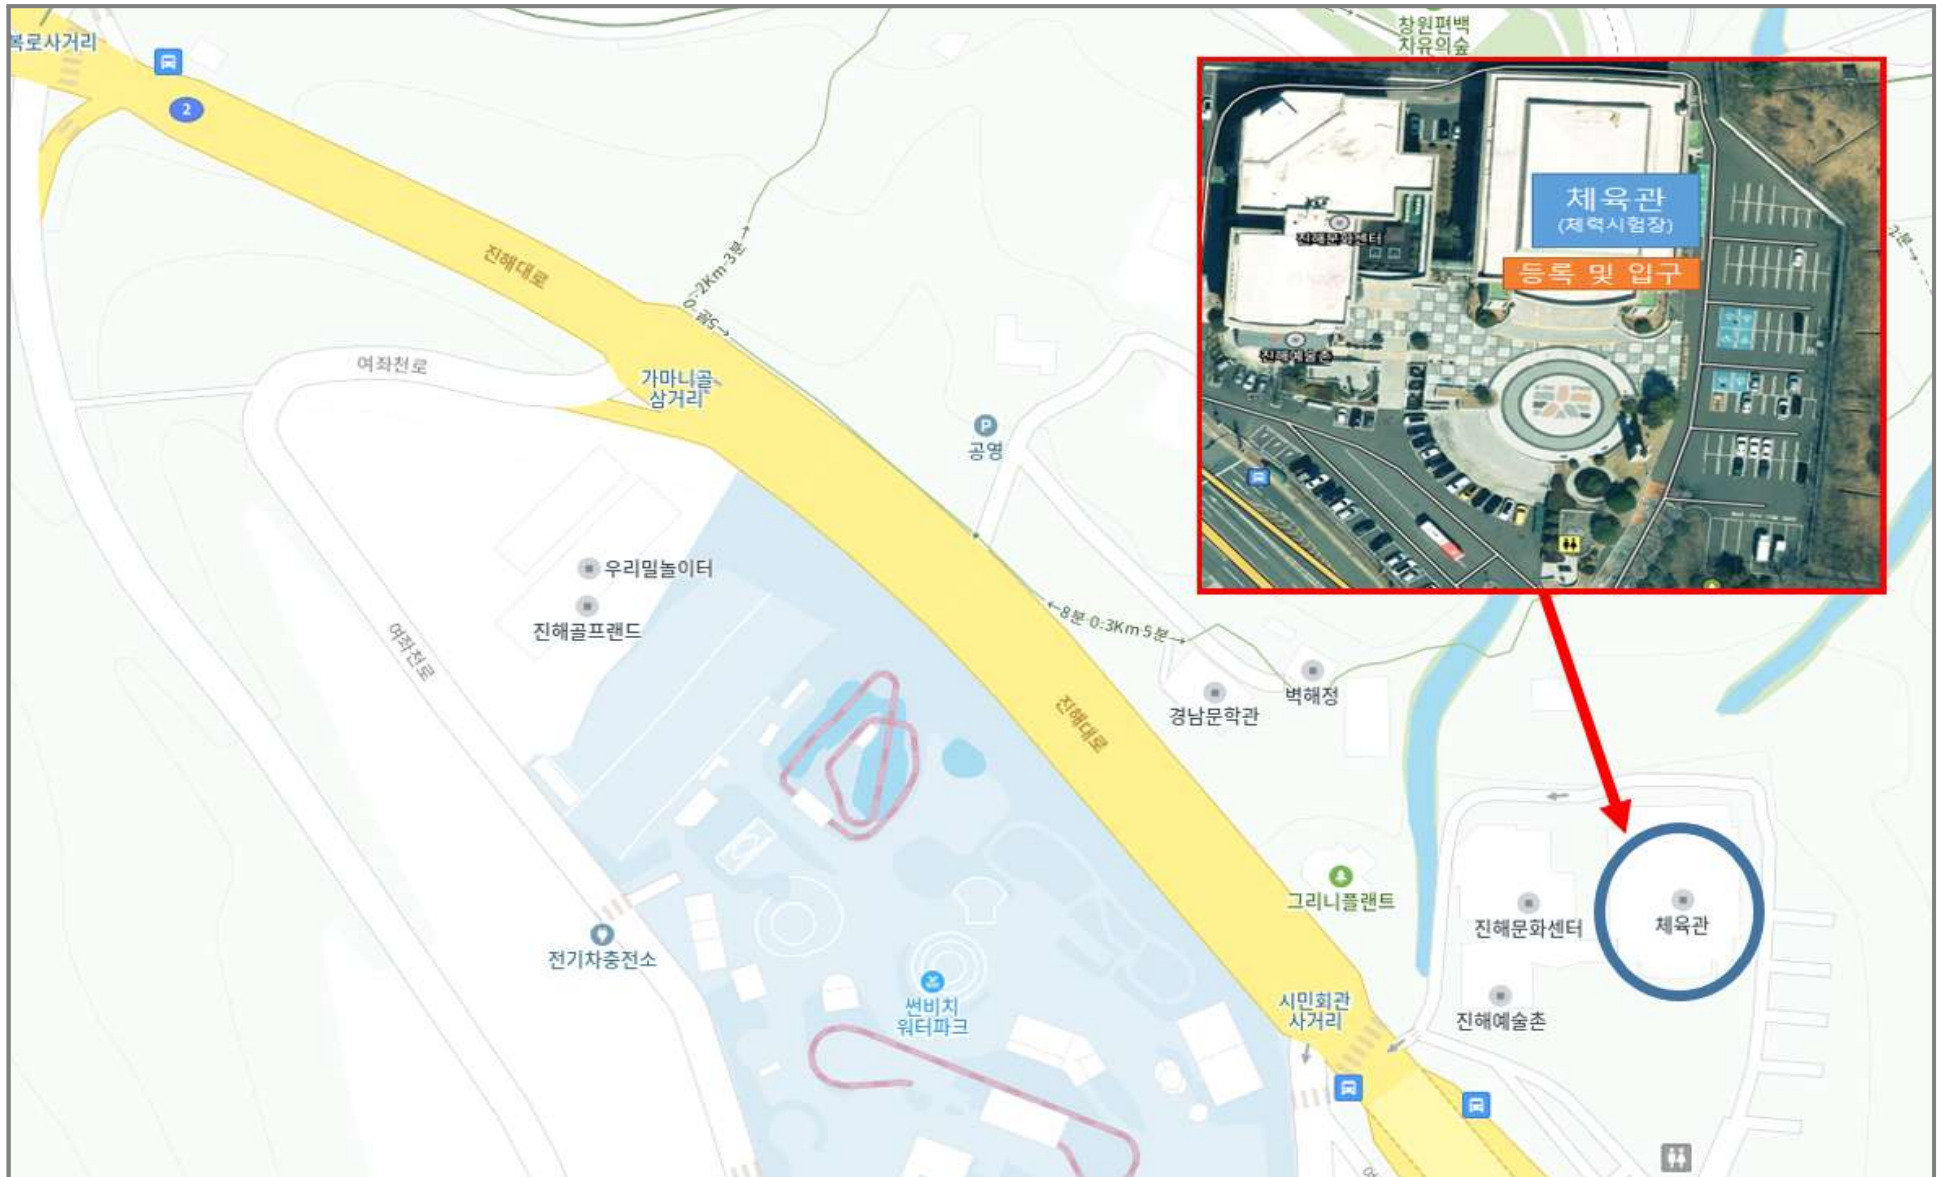 복로사거리
2
창원편백
치유의숲
체육관
(체력시험장)
진해문화센터
등록 및 입구
진해예술촌
2분→
진해대로
0.2Km 3분→
5분→
여좌천로
가마니골
삼거리
P
공영
우리밀놀이터
진해골프랜드
←8분 0.3Km 5분→
여좌천로
벽해정
경남문학관
진해대로
그리니플랜트
진해문화센터
체육관
전기차충전소
썬비치
워터파크
시민회관
사거리
진해예술촌